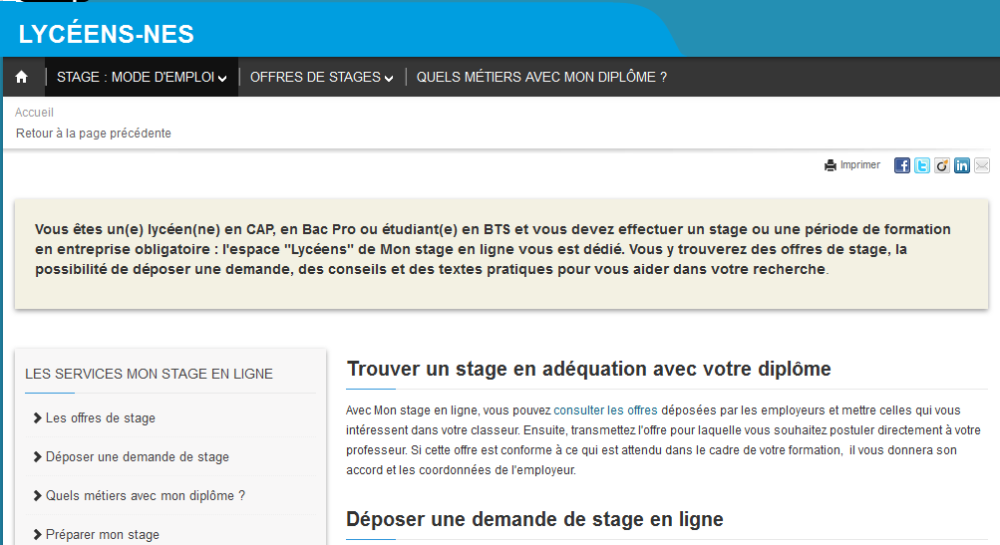 LYCÉENS-NES
STAGE : MODE D'EMPLOI
OFFRES DE STAGES
QUELS MÉTIERS AVEC MON DIPLÔME ?
Accueil
Retour à la page précédente
Imprimer
Vous êtes un(e) lycéen(ne) en CAP, en Bac Pro ou étudiant(e) en BTS et vous devez effectuer un stage ou une période de formation
en entreprise obligatoire : l'espace "Lycéens" de Mon stage en ligne vous est dédié. Vous y trouverez des offres de stage, la
possibilité de déposer une demande, des conseils et des textes pratiques pour vous aider dans votre recherche.
LES SERVICES MON STAGE EN LIGNE
Les offres de stage
Déposer une demande de stage
Quels métiers avec mon diplôme ?
Préparer mon stage
Trouver un stage en adéquation avec votre diplôme
Avec Mon stage en ligne, vous pouvez consulter les offres déposées par les employeurs et mettre celles qui vous
intéressent dans votre classeur. Ensuite, transmettez l'offre pour laquelle vous souhaitez postuler directement à votre
professeur. Si cette offre est conforme à ce qui est attendu dans le cadre de votre formation, il vous donnera son
accord et les coordonnées de l'employeur.
Déposer une demande de stage en ligne